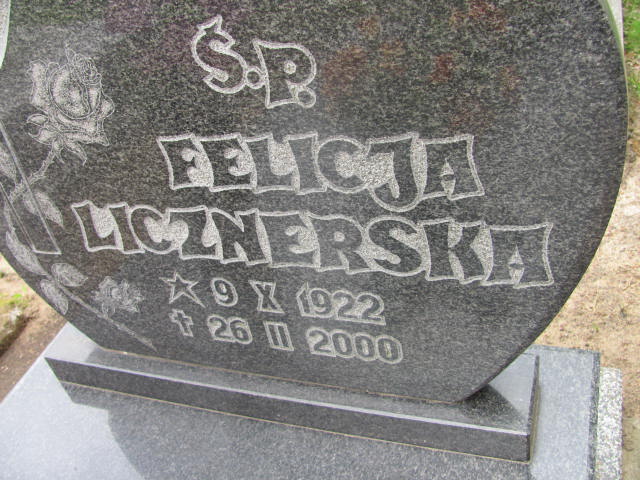 Ś.P.
FELICJA
LICZNERSKA
☆ 9 X 1922
✝ 26 II 2000